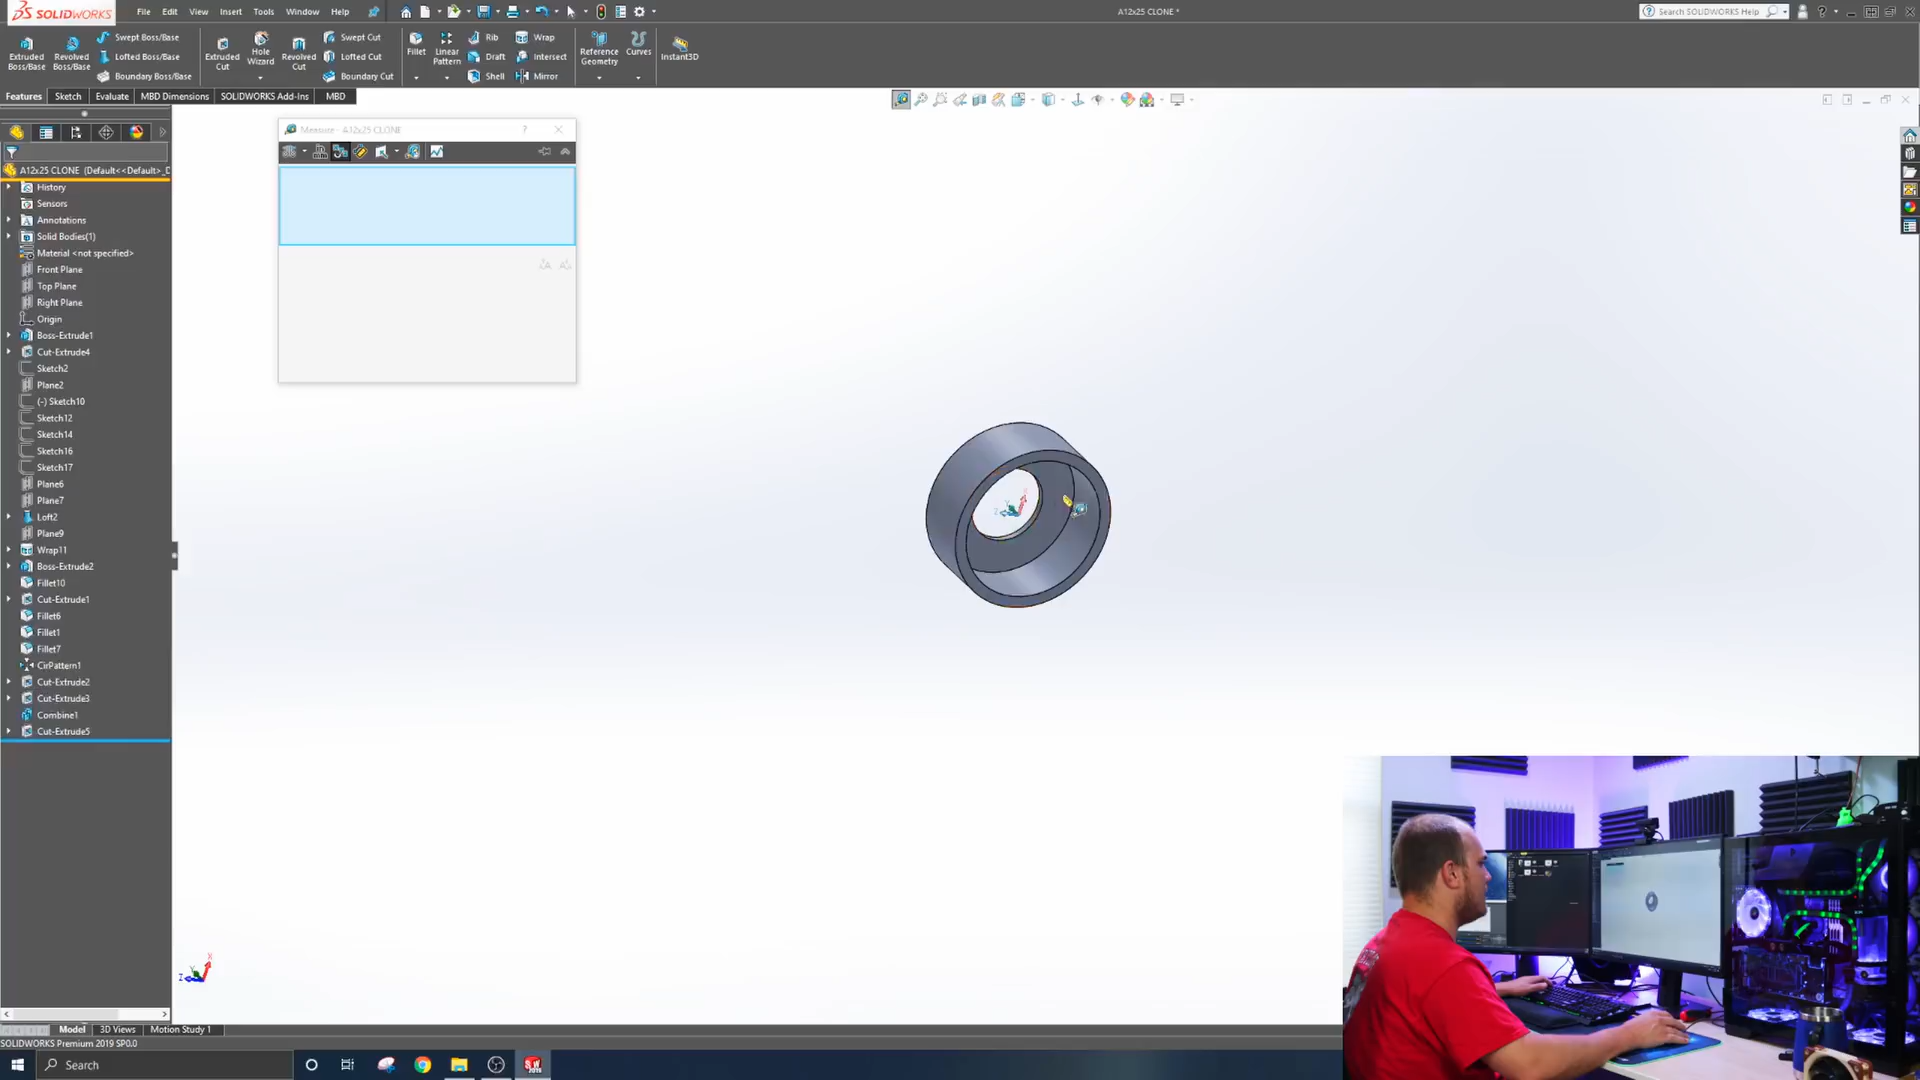 SOLIDWORKS
File Edit View Insert Tools Window Help
A12x25 CLONE *
Search SOLIDWORKS Help
Extruded Boss/Base
Revolved Boss/Base
Swept Boss/Base
Lofted Boss/Base
Boundary Boss/Base
Extruded Cut
Hole Wizard
Revolved Cut
Swept Cut
Lofted Cut
Boundary Cut
Fillet
Linear Pattern
Rib
Draft
Shell
Wrap
Intersect
Mirror
Reference Geometry
Curves
Instant3D
Features Sketch Evaluate MBD Dimensions SOLIDWORKS Add-Ins MBD
Measure - A12x25 CLONE
A12x25 CLONE (Default<<Default>_D
History
Sensors
Annotations
Solid Bodies(1)
Material <not specified>
Front Plane
Top Plane
Right Plane
Origin
Boss-Extrude1
Cut-Extrude4
Sketch2
Plane2
(-) Sketch10
Sketch12
Sketch14
Sketch16
Sketch17
Plane6
Plane7
Loft2
Plane9
Wrap11
Boss-Extrude2
Fillet10
Cut-Extrude1
Fillet6
Fillet1
Fillet7
CirPattern1
Cut-Extrude2
Cut-Extrude3
Combine1
Cut-Extrude5
Model 3D Views Motion Study 1
SOLIDWORKS Premium 2019 SP0.0
Search